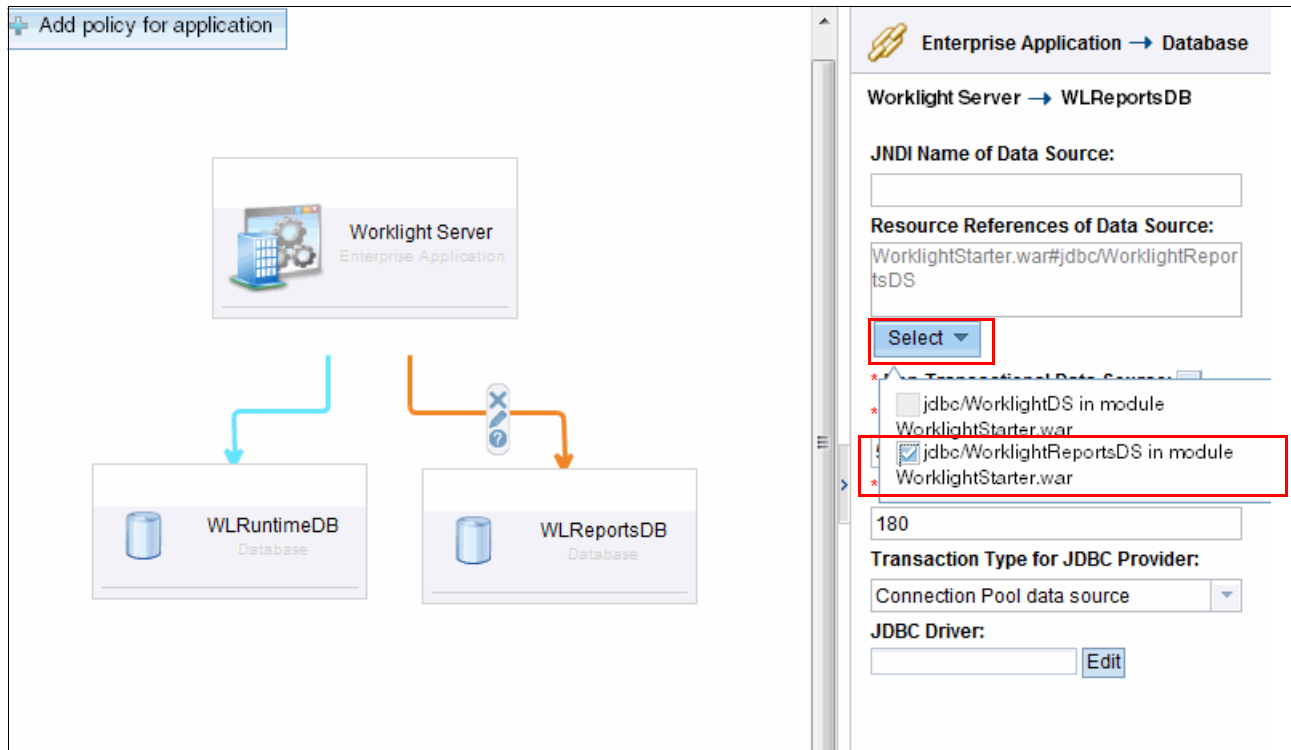 Add policy for application
Worklight Server
Enterprise Application
WLRuntimeDB
Database
WLReportsDB
Database
Enterprise Application → Database
Worklight Server → WLReportsDB
JNDI Name of Data Source:
Resource References of Data Source:
WorklightStarter.war#jdbc/WorklightRepor
tsDS
Select
jdbc/WorklightDS in module
WorklightStarter.war
jdbc/WorklightReportsDS in module
WorklightStarter.war
180
Transaction Type for JDBC Provider:
Connection Pool data source
JDBC Driver:
Edit